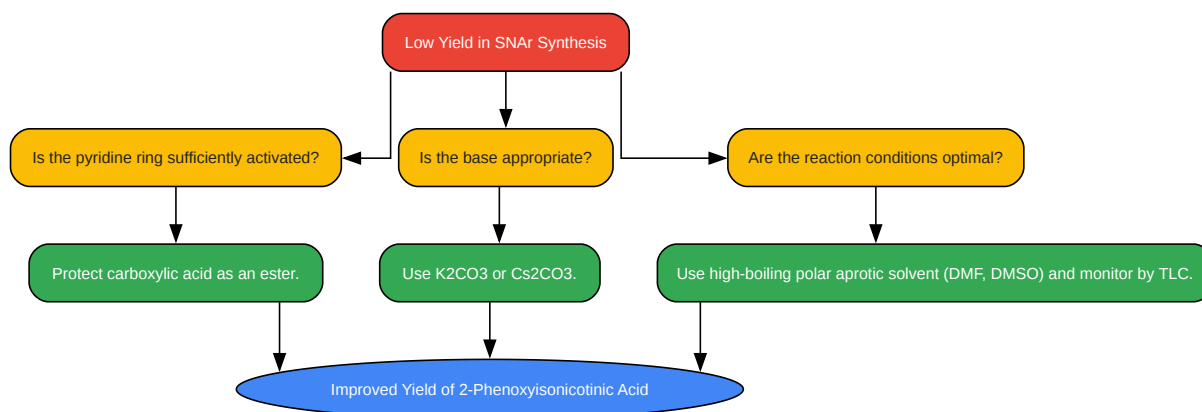 Low Yield in SNAr Synthesis
Is the pyridine ring sufficiently activated?
Is the base appropriate?
Are the reaction conditions optimal?
Protect carboxylic acid as an ester.
Use K2CO3 or Cs2CO3.
Use high-boiling polar aprotic solvent (DMF, DMSO) and monitor by TLC.
Improved Yield of 2-Phenoxyisonicotinic Acid